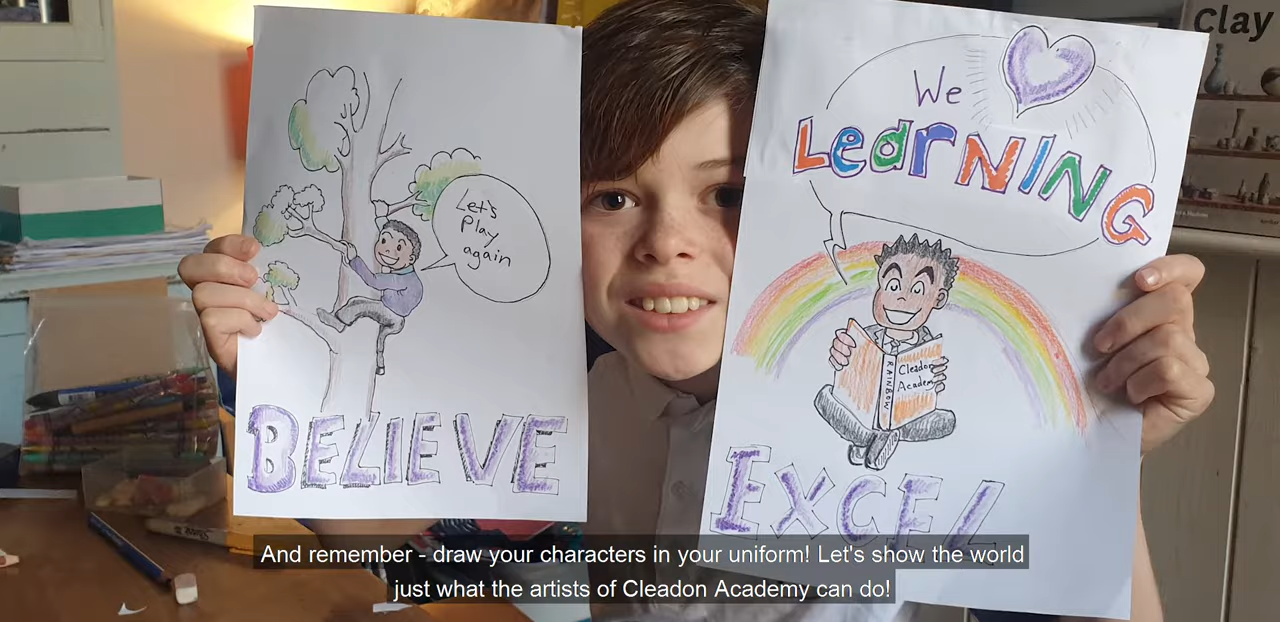 Clay
We
LeArNING
Let's
Play
again
RAINBOW
Cleadon
Academ
BELIEVE
EXCEL
And remember - draw your characters in your uniform! Let's show the world
just what the artists of Cleadon Academy can do!